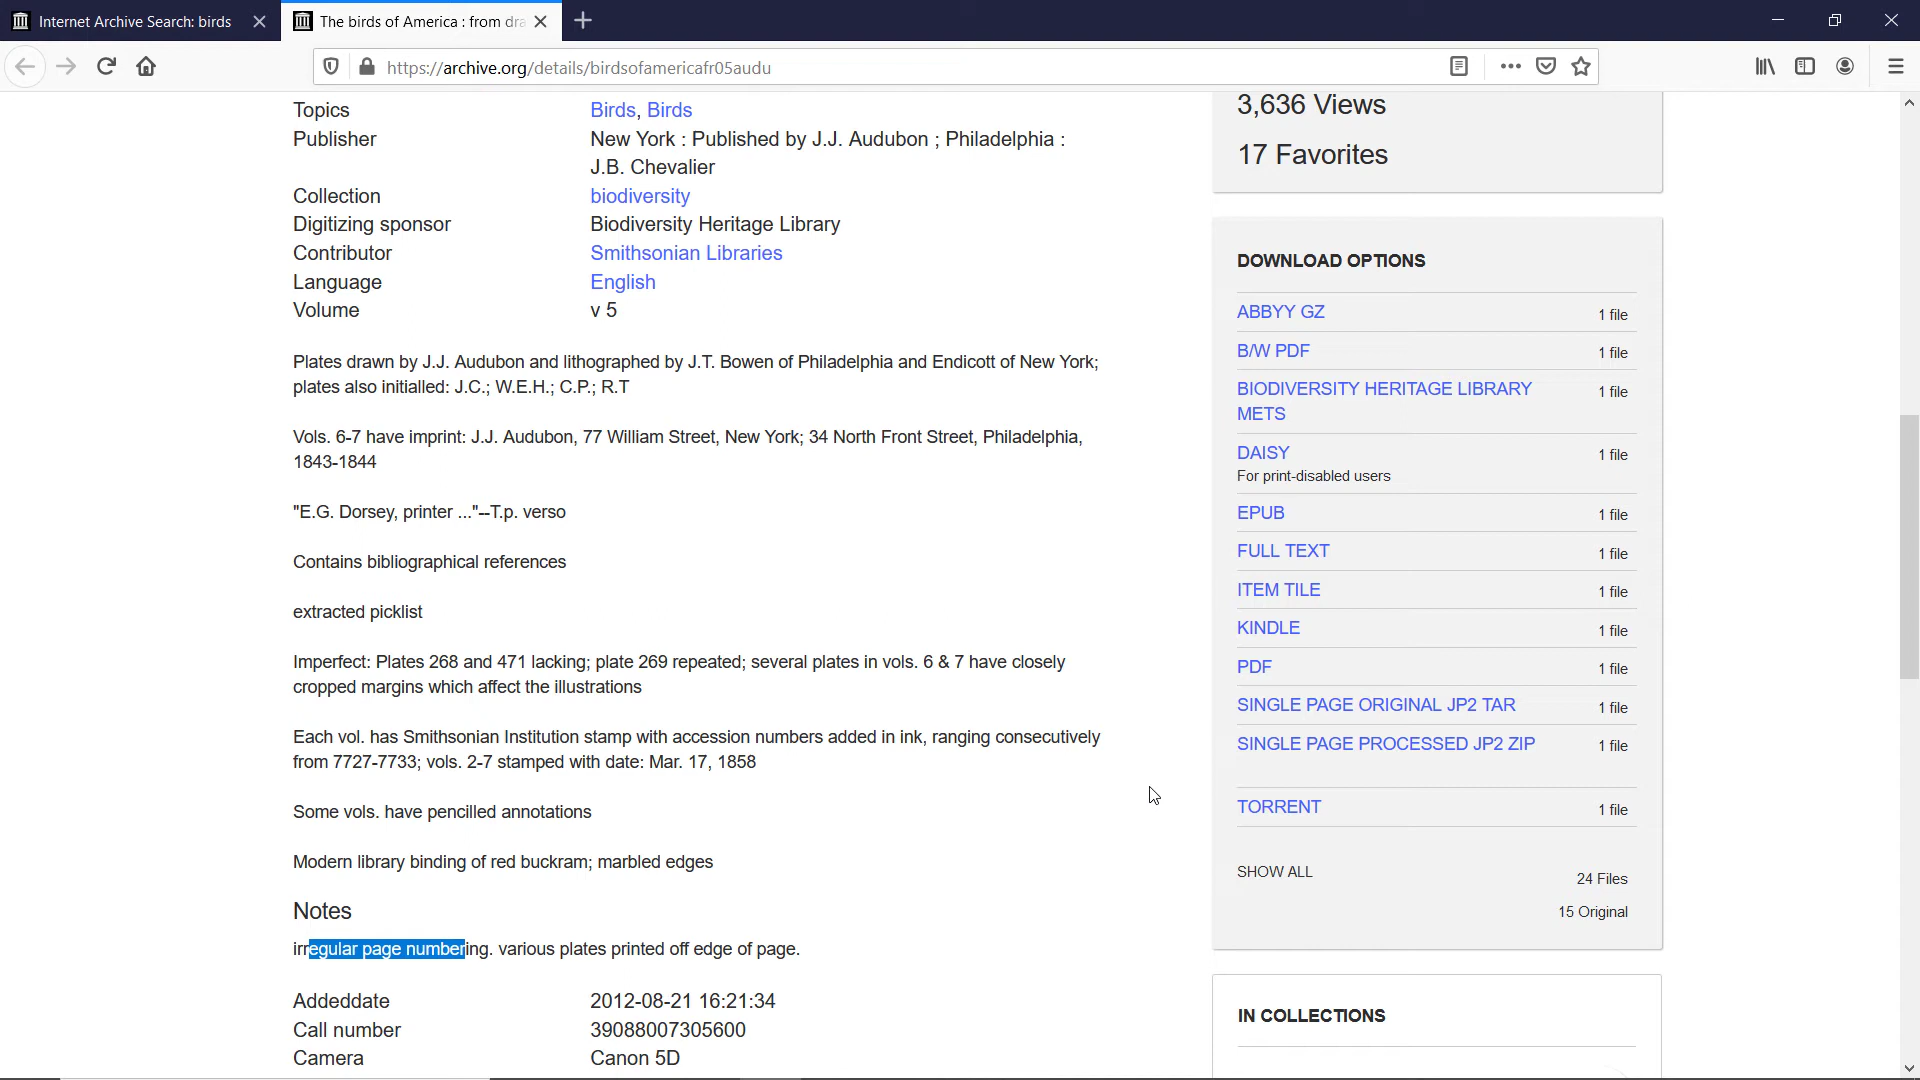 Internet Archive Search: birds
The birds of America : from dra
https://archive.org/details/birdsofamericafr05audu
Topics Birds, Birds
Publisher New York : Published by J.J. Audubon ; Philadelphia :
J.B. Chevalier
Collection biodiversity
Digitizing sponsor Biodiversity Heritage Library
Contributor Smithsonian Libraries
Language English
Volume v 5
Plates drawn by J.J. Audubon and lithographed by J.T. Bowen of Philadelphia and Endicott of New York;
plates also initialled: J.C.; W.E.H.; C.P.; R.T
Vols. 6-7 have imprint: J.J. Audubon, 77 William Street, New York; 34 North Front Street, Philadelphia,
1843-1844
"E.G. Dorsey, printer ..."--T.p. verso
Contains bibliographical references
extracted picklist
Imperfect: Plates 268 and 471 lacking; plate 269 repeated; several plates in vols. 6 & 7 have closely
cropped margins which affect the illustrations
Each vol. has Smithsonian Institution stamp with accession numbers added in ink, ranging consecutively
from 7727-7733; vols. 2-7 stamped with date: Mar. 17, 1858
Some vols. have pencilled annotations
Modern library binding of red buckram; marbled edges
Notes
irregular page numbering. various plates printed off edge of page.
Addeddate 2012-08-21 16:21:34
Call number 39088007305600
Camera Canon 5D
3,636 Views
17 Favorites
DOWNLOAD OPTIONS
ABBYY GZ 1 file
B/W PDF 1 file
BIODIVERSITY HERITAGE LIBRARY 1 file
METS
DAISY 1 file
For print-disabled users
EPUB 1 file
FULL TEXT 1 file
ITEM TILE 1 file
KINDLE 1 file
PDF 1 file
SINGLE PAGE ORIGINAL JP2 TAR 1 file
SINGLE PAGE PROCESSED JP2 ZIP 1 file
TORRENT 1 file
SHOW ALL 24 Files
15 Original
IN COLLECTIONS